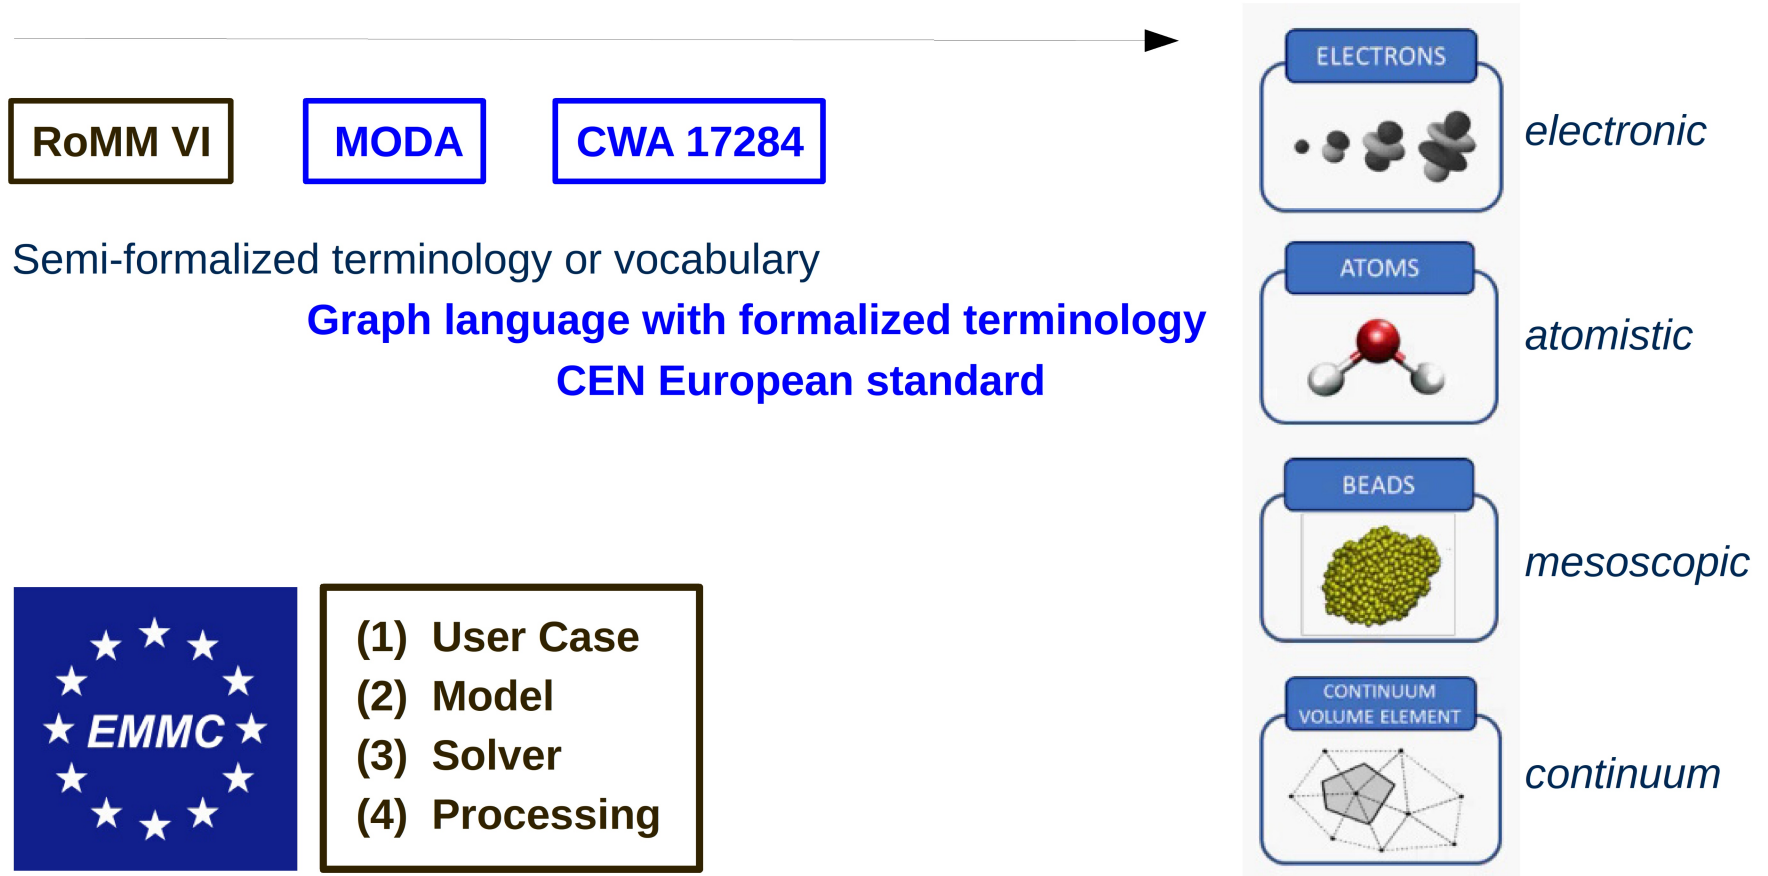 RoMM VI
MODA
CWA 17284
Semi-formalized terminology or vocabulary
Graph language with formalized terminology
CEN European standard
EMMC
(1) User Case
(2) Model
(3) Solver
(4) Processing
ELECTRONS
electronic
ATOMS
atomistic
BEADS
mesoscopic
CONTINUUM
VOLUME ELEMENT
continuum